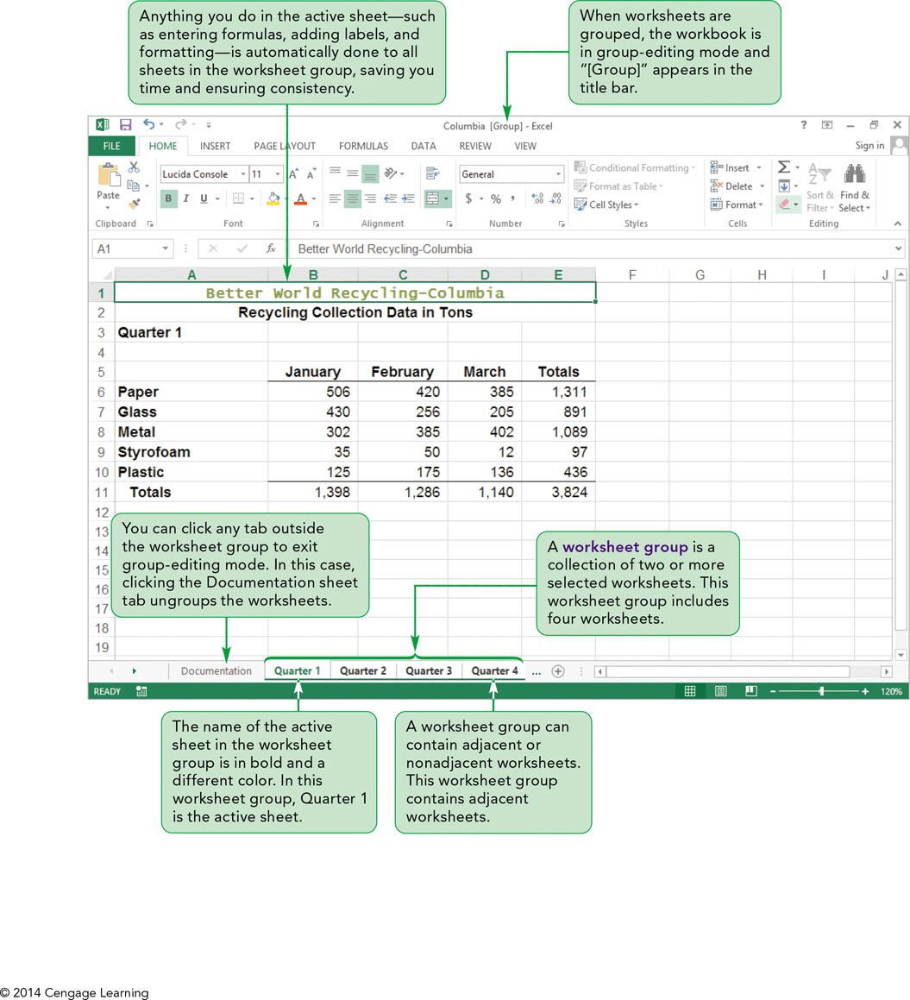 Anything you do in the active sheet—such
as entering formulas, adding labels, and
formatting—is automatically done to all
sheets in the worksheet group, saving you
time and ensuring consistency.
When worksheets are
grouped, the workbook is
in group-editing mode and
“[Group]” appears in the
title bar.
Columbia [Group] - Excel
?
FILE HOME INSERT PAGE LAYOUT FORMULAS DATA REVIEW VIEW Sign in
Lucida Console 11 General Conditional Formatting Insert
Format as Table Delete
Paste Sort & Find &
B I U A $ % , Cell Styles Format Filter Select
Clipboard Font Alignment Number Styles Cells Editing
A1 fx Better World Recycling-Columbia
A B C D E F G H I J
1 Better World Recycling-Columbia
2 Recycling Collection Data in Tons
3 Quarter 1
4
5 January February March Totals
6 Paper 506 420 385 1,311
7 Glass 430 256 205 891
8 Metal 302 385 402 1,089
9 Styrofoam 35 50 12 97
10 Plastic 125 175 136 436
11 Totals 1,398 1,286 1,140 3,824
12
13
14
15
16
17
18
19
You can click any tab outside
the worksheet group to exit
group-editing mode. In this case,
clicking the Documentation sheet
tab ungroups the worksheets.
A worksheet group is a
collection of two or more
selected worksheets. This
worksheet group includes
four worksheets.
Documentation Quarter 1 Quarter 2 Quarter 3 Quarter 4 ...
READY 120%
The name of the active
sheet in the worksheet
group is in bold and a
different color. In this
worksheet group, Quarter 1
is the active sheet.
A worksheet group can
contain adjacent or
nonadjacent worksheets.
This worksheet group
contains adjacent
worksheets.
© 2014 Cengage Learning